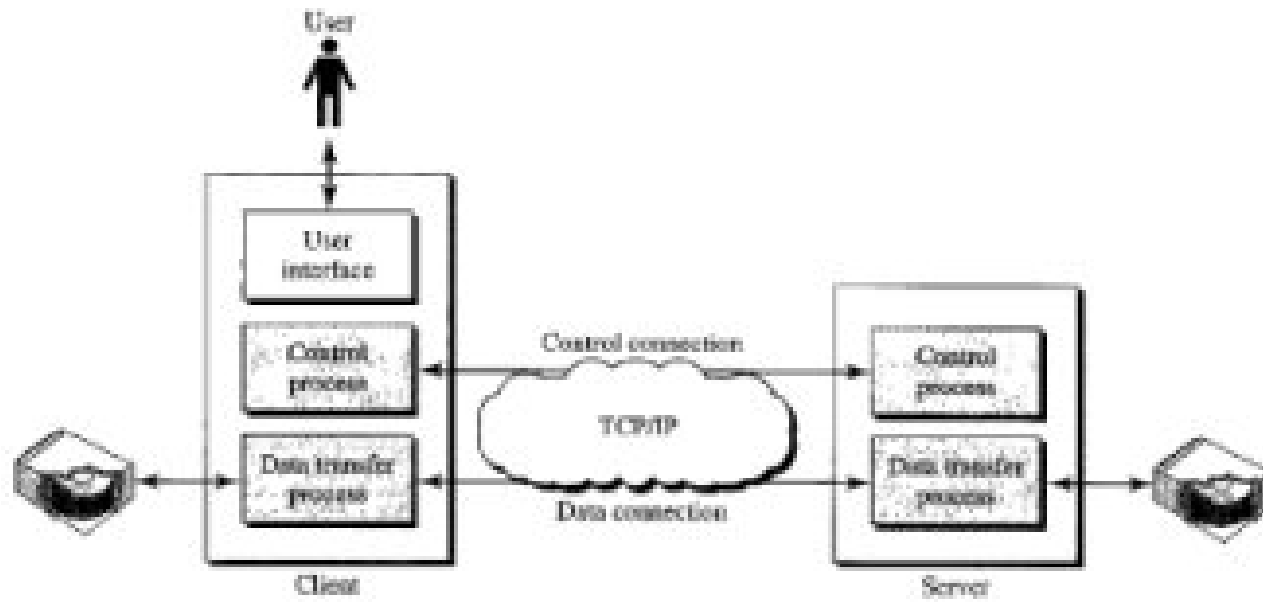 User
User
interface
Control connection
Control
process
Control
process
TCP/IP
Data transfer
process
Data transfer
process
Data connection
Client
Server